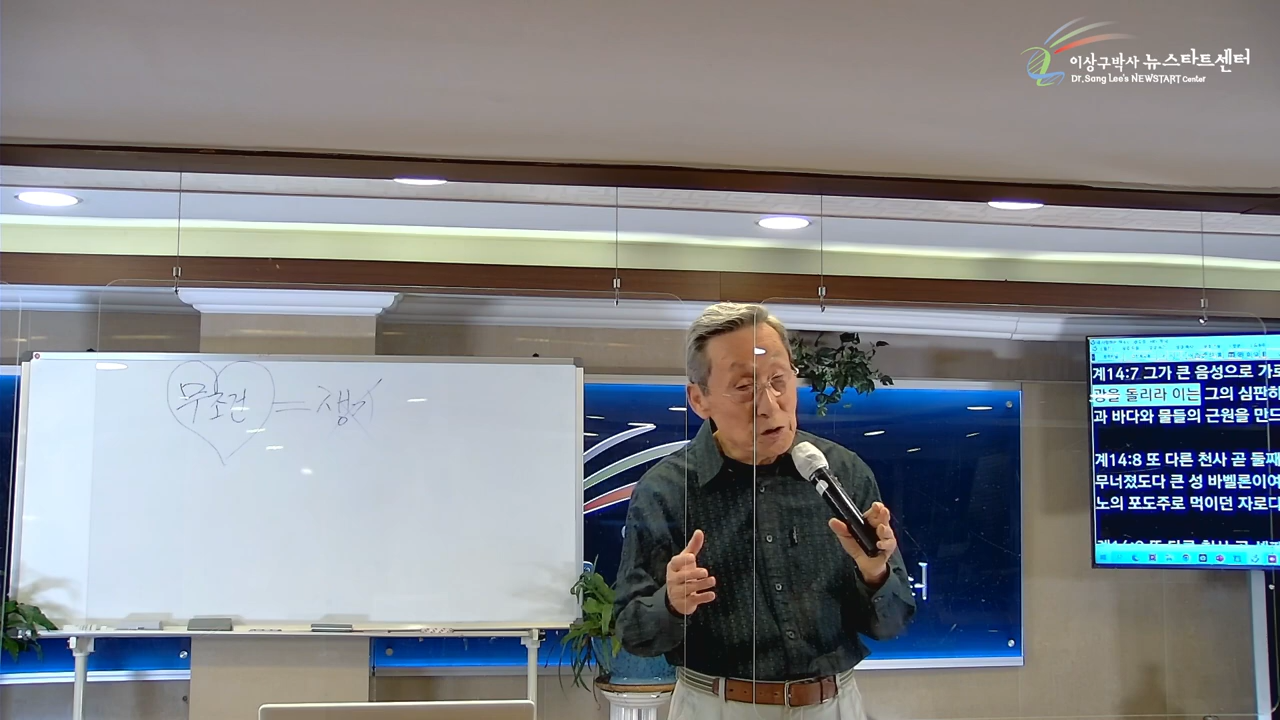 이상구박사 뉴스타트센터
Dr.Sang Lee's NEWSTART Center
무조건 = 생기
계14:7 그가 큰 음성으로 가로
광을 돌리라 이는 그의 심판하
과 바다와 물들의 근원을 만드
계14:8 또 다른 천사 곧 둘째
무너졌도다 큰 성 바벨론이여
노의 포도주로 먹이던 자로다